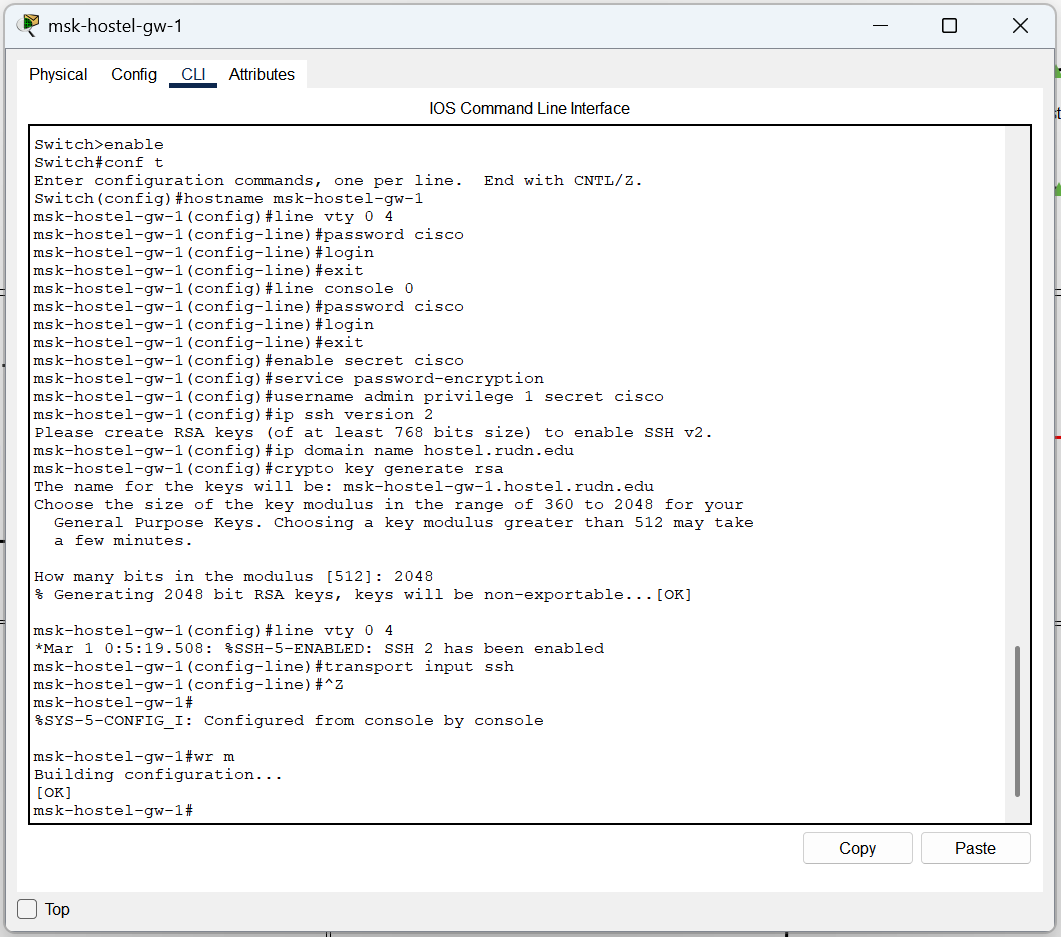 msk-hostel-gw-1
Physical Config CLI Attributes
IOS Command Line Interface
Switch>enable
Switch#conf t
Enter configuration commands, one per line.  End with CNTL/Z.
Switch(config)#hostname msk-hostel-gw-1
msk-hostel-gw-1(config)#line vty 0 4
msk-hostel-gw-1(config-line)#password cisco
msk-hostel-gw-1(config-line)#login
msk-hostel-gw-1(config-line)#exit
msk-hostel-gw-1(config)#line console 0
msk-hostel-gw-1(config-line)#password cisco
msk-hostel-gw-1(config-line)#login
msk-hostel-gw-1(config-line)#exit
msk-hostel-gw-1(config)#enable secret cisco
msk-hostel-gw-1(config)#service password-encryption
msk-hostel-gw-1(config)#username admin privilege 1 secret cisco
msk-hostel-gw-1(config)#ip ssh version 2
Please create RSA keys (of at least 768 bits size) to enable SSH v2.
msk-hostel-gw-1(config)#ip domain name hostel.rudn.edu
msk-hostel-gw-1(config)#crypto key generate rsa
The name for the keys will be: msk-hostel-gw-1.hostel.rudn.edu
Choose the size of the key modulus in the range of 360 to 2048 for your
  General Purpose Keys. Choosing a key modulus greater than 512 may take
  a few minutes.
How many bits in the modulus [512]: 2048
% Generating 2048 bit RSA keys, keys will be non-exportable...[OK]
msk-hostel-gw-1(config)#line vty 0 4
*Mar 1 0:5:19.508: %SSH-5-ENABLED: SSH 2 has been enabled
msk-hostel-gw-1(config-line)#transport input ssh
msk-hostel-gw-1(config-line)#^Z
msk-hostel-gw-1#
%SYS-5-CONFIG_I: Configured from console by console
msk-hostel-gw-1#wr m
Building configuration...
[OK]
msk-hostel-gw-1#
Copy Paste
Top